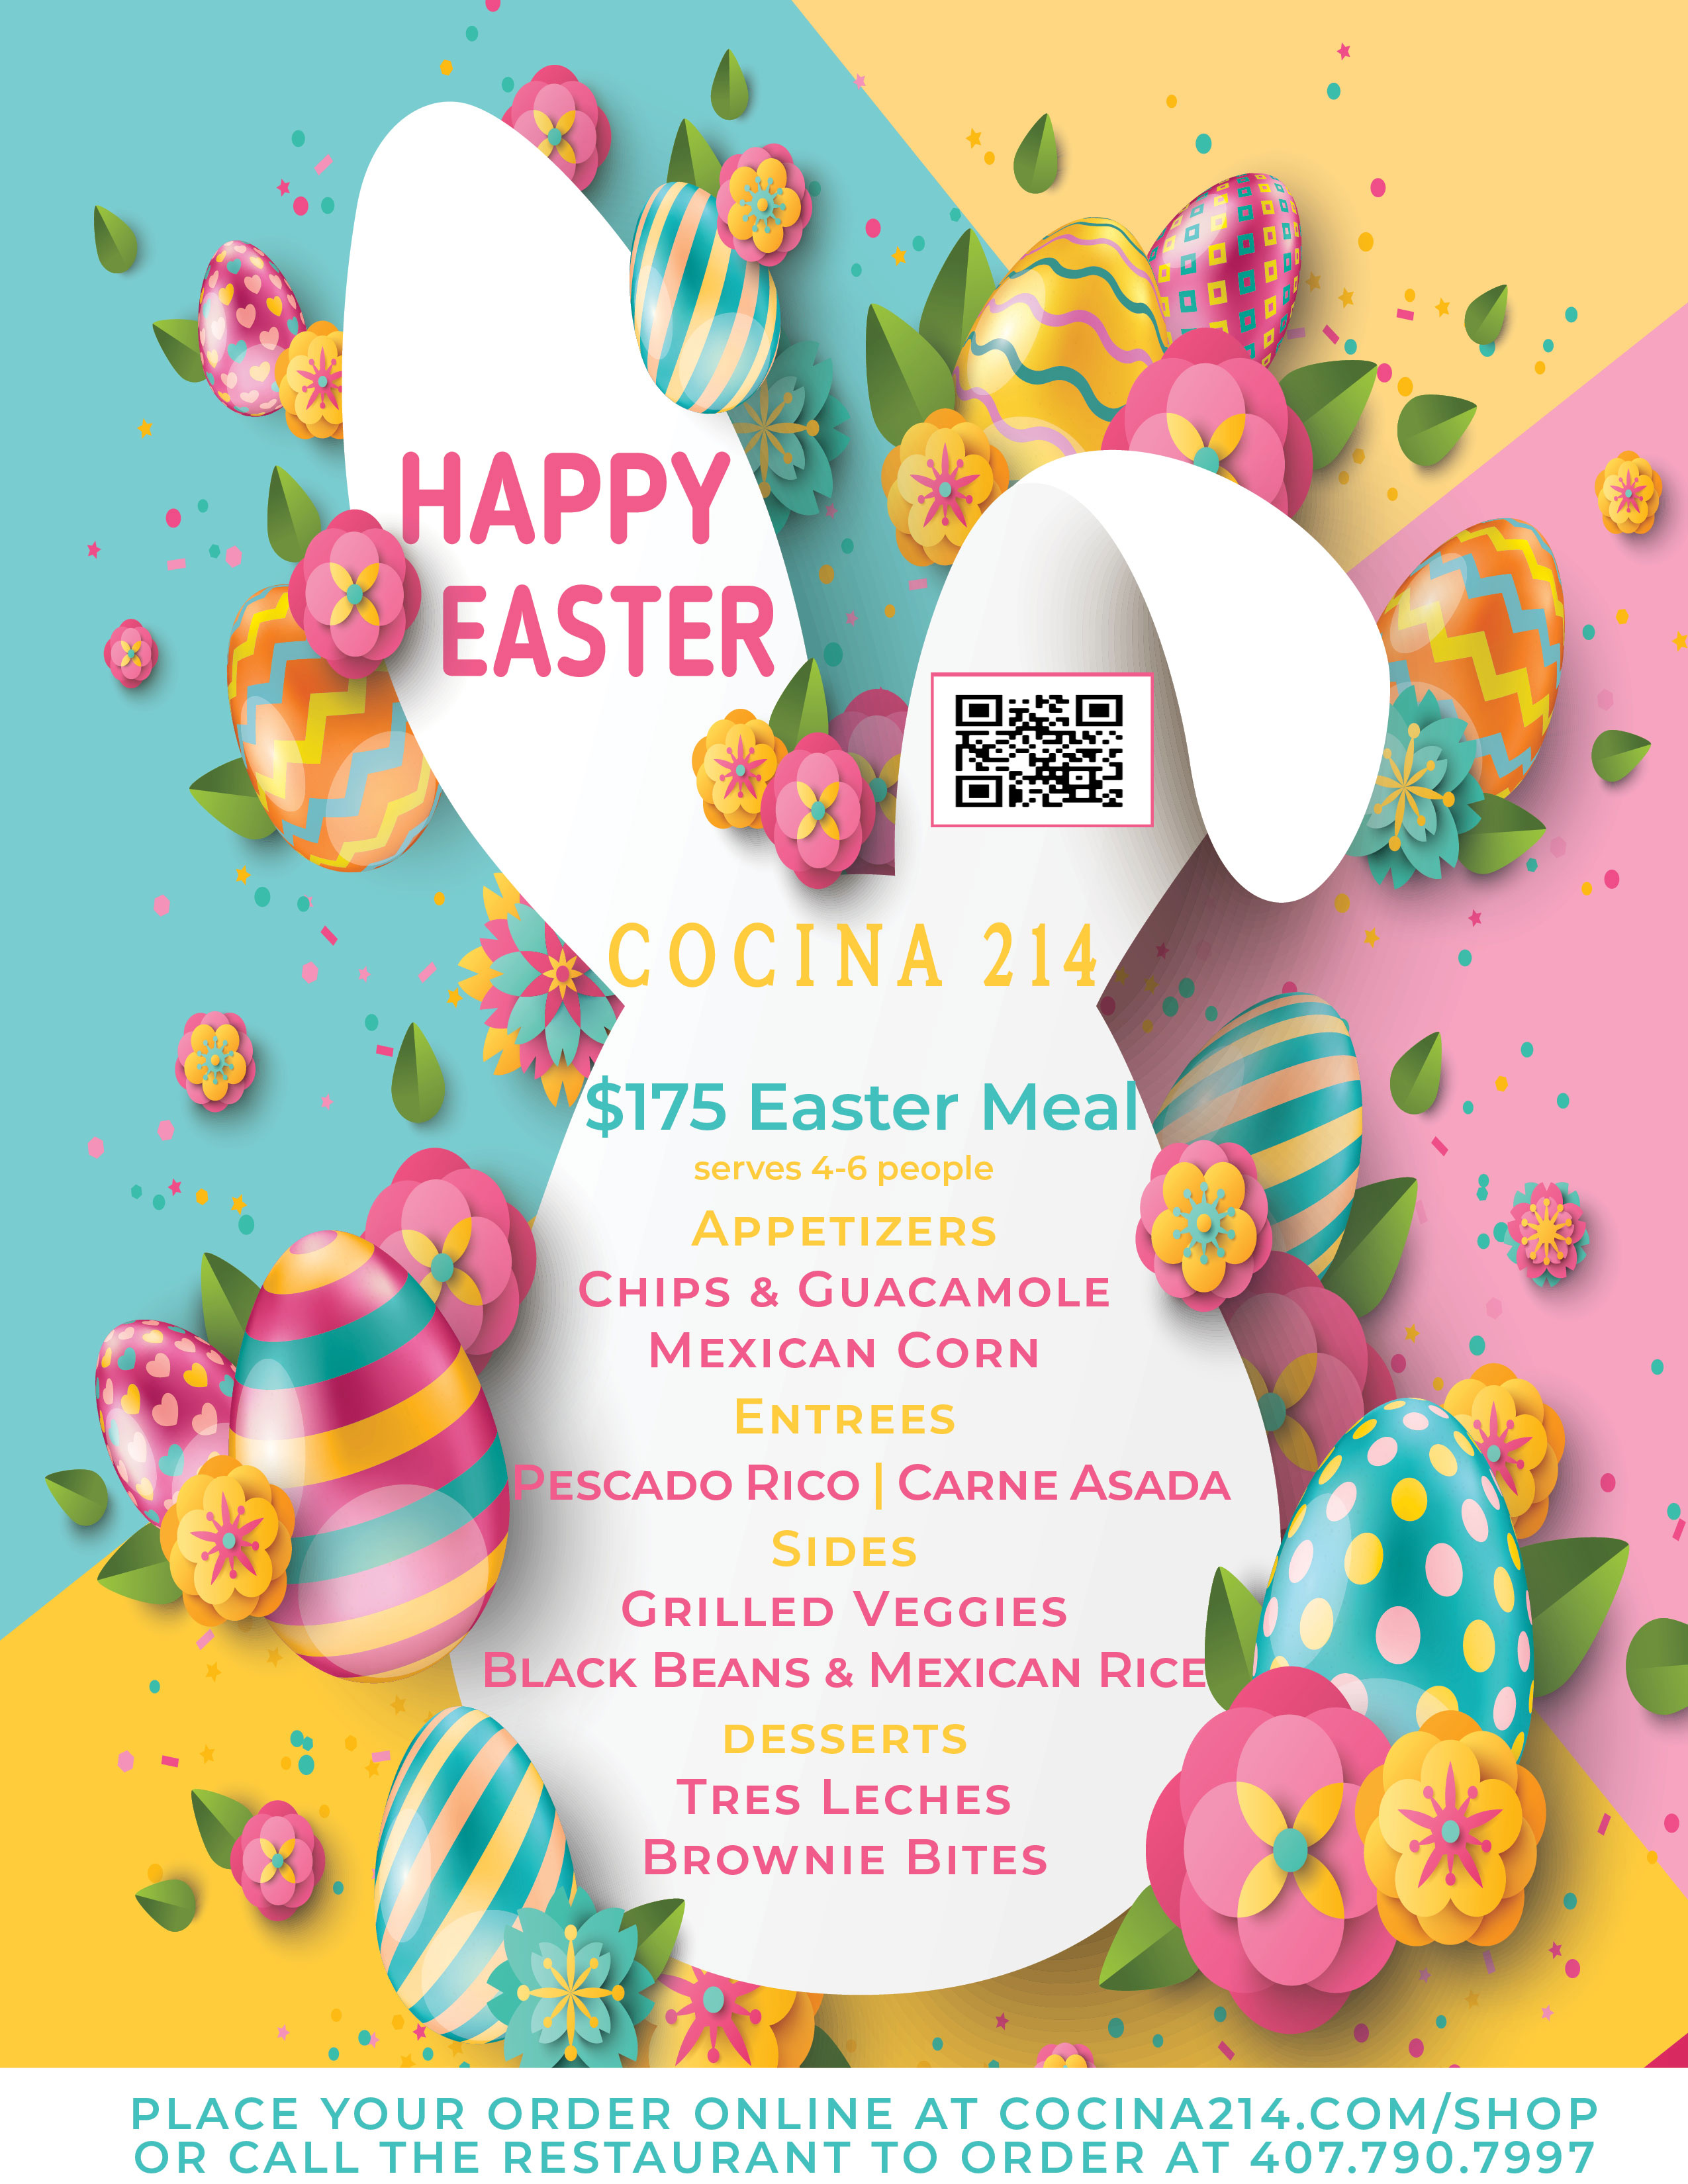 HAPPY
EASTER
COCINA 214
$175 Easter Meal
serves 4-6 people
APPETIZERS
CHIPS & GUACAMOLE
MEXICAN CORN
ENTREES
PESCADO RICO | CARNE ASADA
SIDES
GRILLED VEGGIES
BLACK BEANS & MEXICAN RICE
DESSERTS
TRES LECHES
BROWNIE BITES
PLACE YOUR ORDER ONLINE AT COCINA214.COM/SHOP
OR CALL THE RESTAURANT TO ORDER AT 407.790.7997